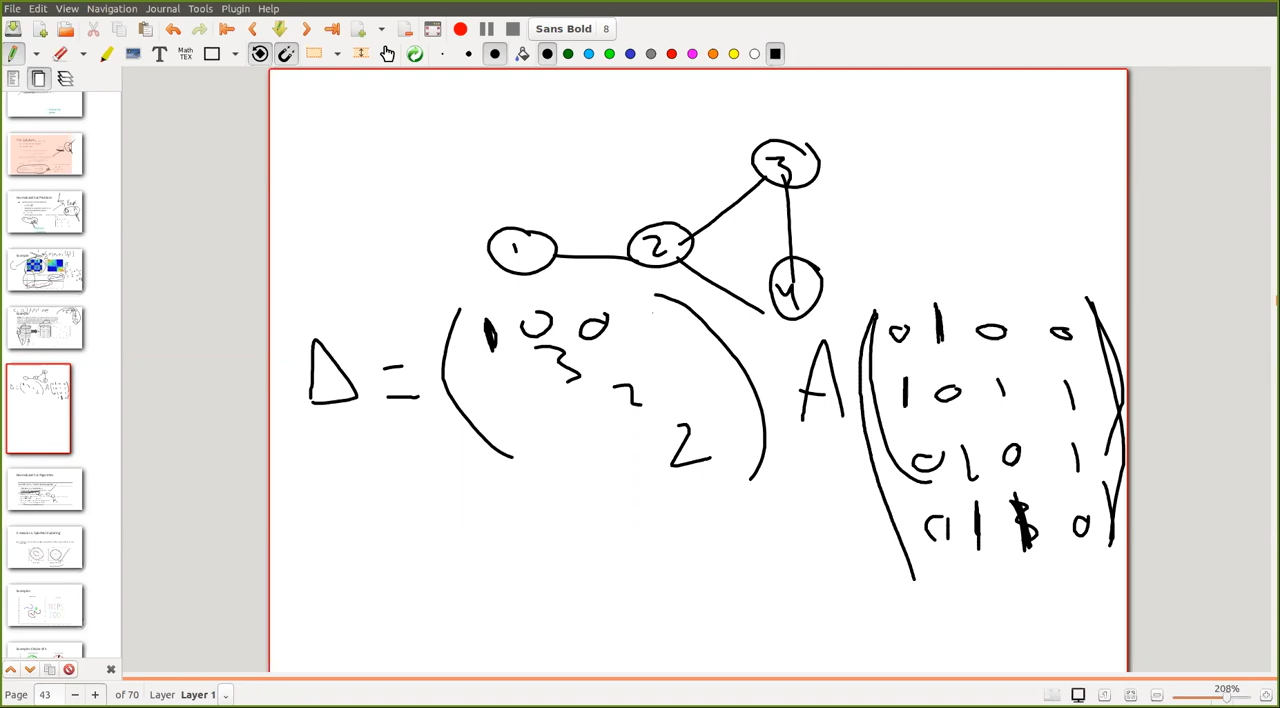 File Edit View Navigation Journal Tools Plugin Help
Sans Bold 8
T Math TEX
3
1 2
4
Δ = ( 1 0 0
3
2
2 )
A ( 0 1 0 0
1 0 1 1
0 1 0 1
0 1 1 0 )
Page 43 of 70 Layer Layer 1 208%